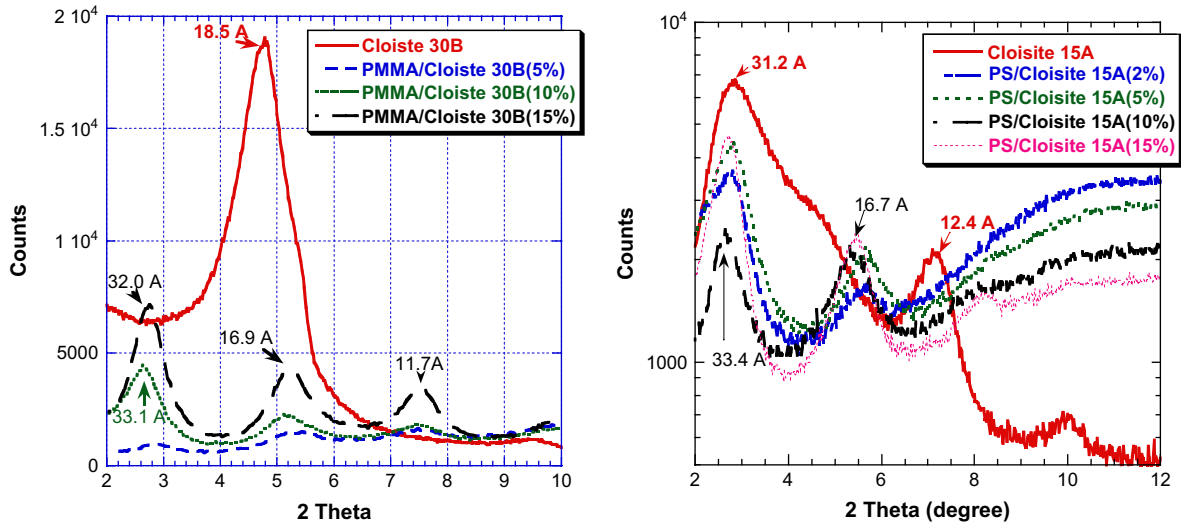 2 10⁴
1.5 10⁴
1 10⁴
5000
0
Counts
18.5 A
Cloiste 30B
PMMA/Cloiste 30B(5%)
PMMA/Cloiste 30B(10%)
PMMA/Cloiste 30B(15%)
32.0 A
16.9 A
11.7A
33.1 A
2 3 4 5 6 7 8 9 10
2 Theta
10⁴
1000
Counts
31.2 A
Cloisite 15A
PS/Cloisite 15A(2%)
PS/Cloisite 15A(5%)
PS/Cloisite 15A(10%)
PS/Cloisite 15A(15%)
16.7 A
12.4 A
33.4 A
2 4 6 8 10 12
2 Theta (degree)